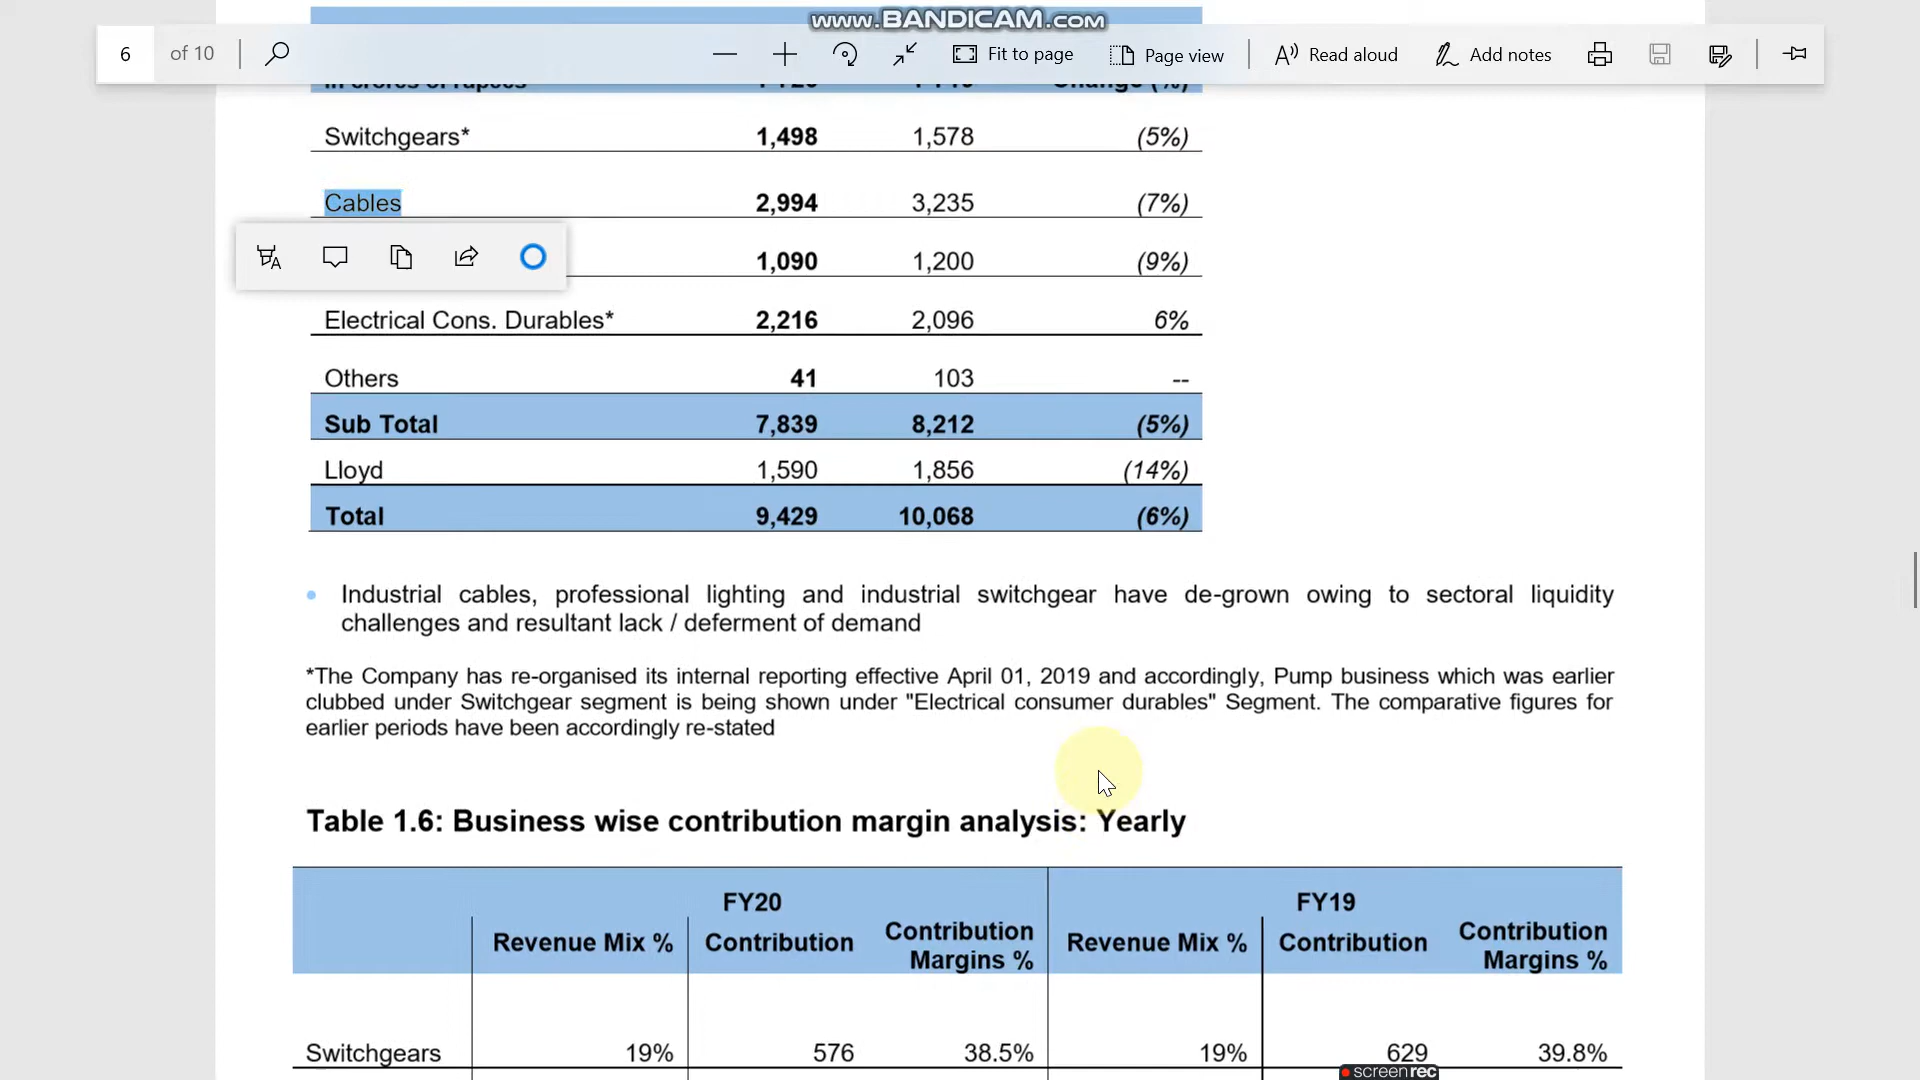 www.BANDICAM.com
6 of 10 Fit to page Page view Read aloud Add notes
In crores of rupees FY20 FY19 Change (%)
Switchgears* 1,498 1,578 (5%)
Cables 2,994 3,235 (7%)
1,090 1,200 (9%)
Electrical Cons. Durables* 2,216 2,096 6%
Others 41 103 --
Sub Total 7,839 8,212 (5%)
Lloyd 1,590 1,856 (14%)
Total 9,429 10,068 (6%)
Industrial cables, professional lighting and industrial switchgear have de-grown owing to sectoral liquidity
challenges and resultant lack / deferment of demand
*The Company has re-organised its internal reporting effective April 01, 2019 and accordingly, Pump business which was earlier
clubbed under Switchgear segment is being shown under "Electrical consumer durables" Segment. The comparative figures for
earlier periods have been accordingly re-stated
Table 1.6: Business wise contribution margin analysis: Yearly
FY20 FY19
Revenue Mix % Contribution Contribution Margins % Revenue Mix % Contribution Contribution Margins %
Switchgears 19% 576 38.5% 19% 629 39.8%
screenrec